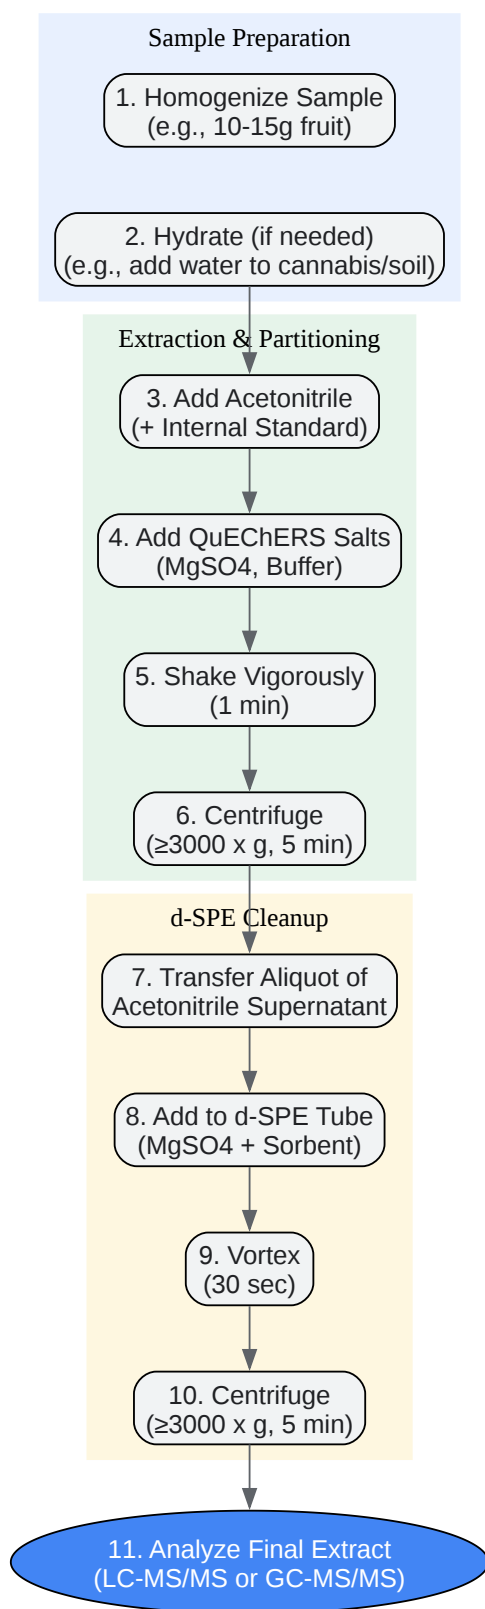 Sample Preparation
1. Homogenize Sample
(e.g., 10-15g fruit)
2. Hydrate (if needed)
(e.g., add water to cannabis/soil)
Extraction & Partitioning
3. Add Acetonitrile
(+ Internal Standard)
4. Add QuEChERS Salts
(MgSO4, Buffer)
5. Shake Vigorously
(1 min)
6. Centrifuge
(≥3000 x g, 5 min)
d-SPE Cleanup
7. Transfer Aliquot of
Acetonitrile Supernatant
8. Add to d-SPE Tube
(MgSO4 + Sorbent)
9. Vortex
(30 sec)
10. Centrifuge
(≥3000 x g, 5 min)
11. Analyze Final Extract
(LC-MS/MS or GC-MS/MS)